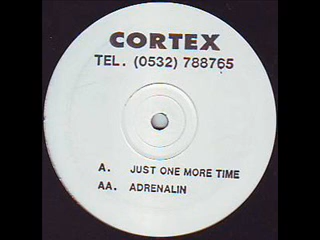 CORTEX
TEL. (0532) 788765
A. JUST ONE MORE TIME
AA. ADRENALIN